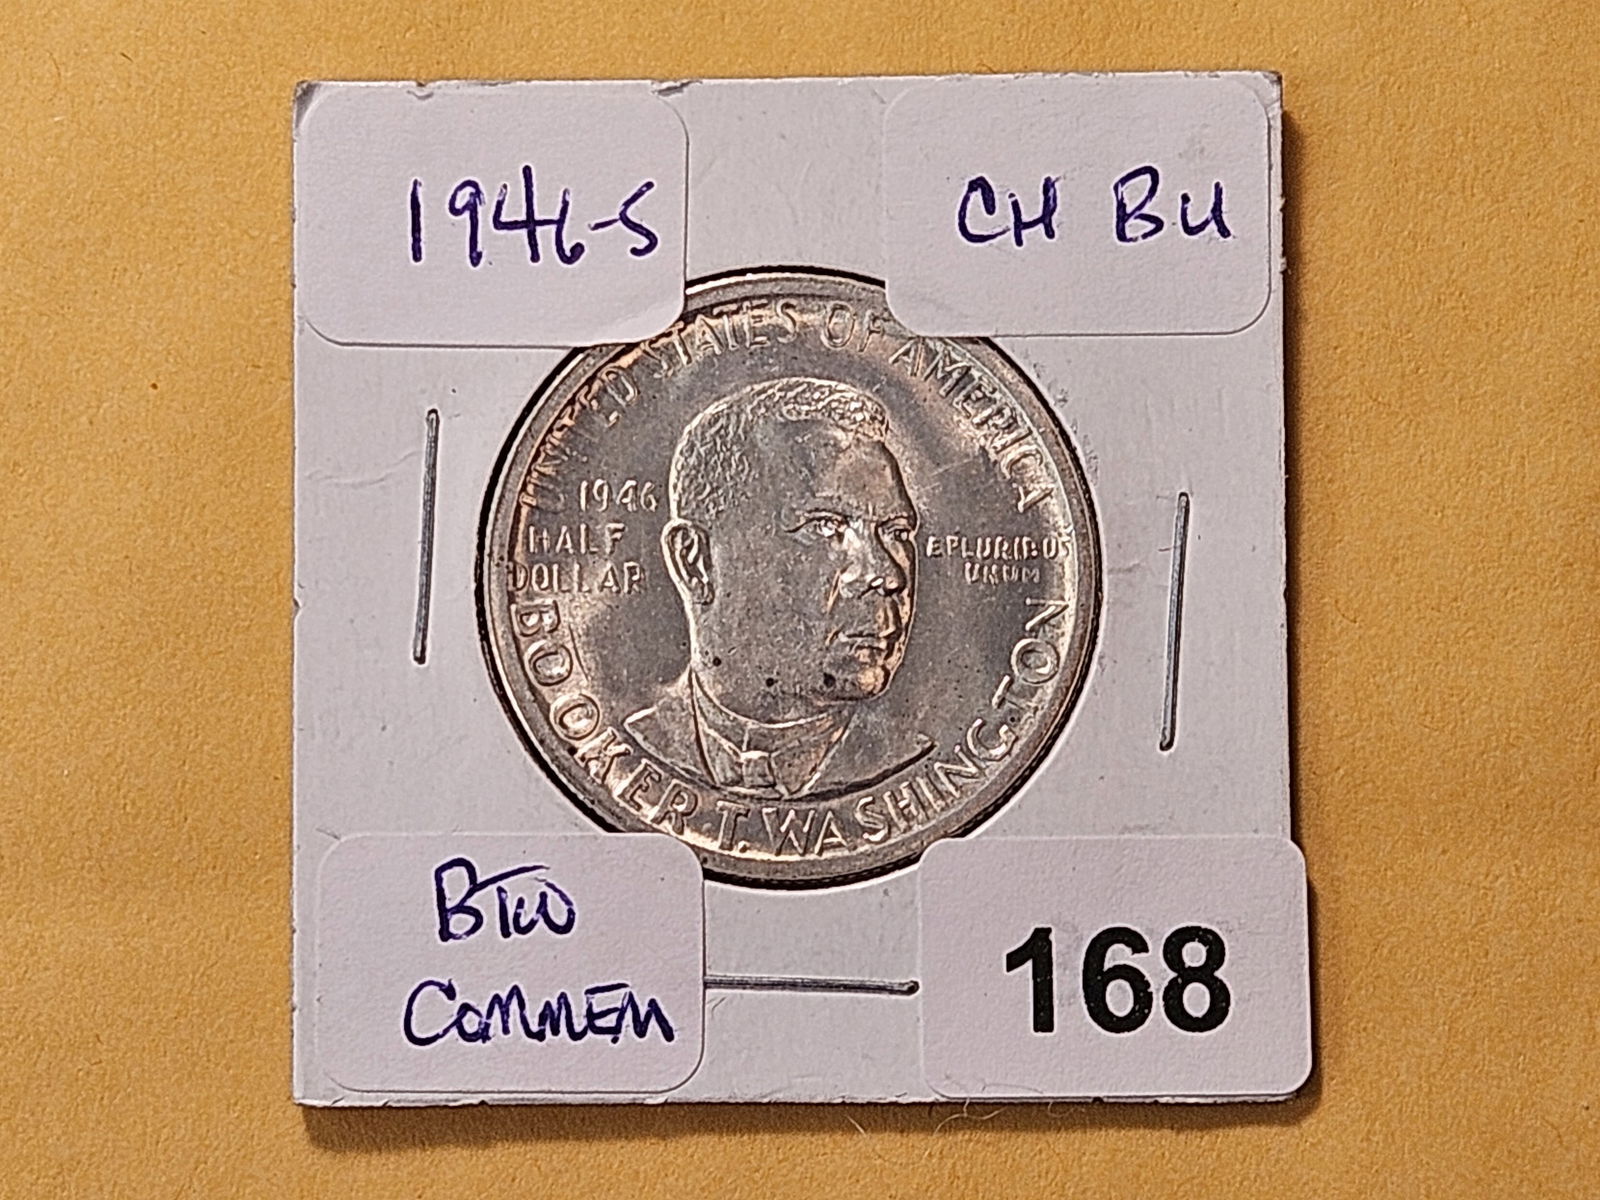 1946-S
CH BU
UNITED STATES OF AMERICA
1946
HALF
DOLLAR
E PLURIBUS
UNUM
BOOKER T. WASHINGTON
BTW
COMMEM
168